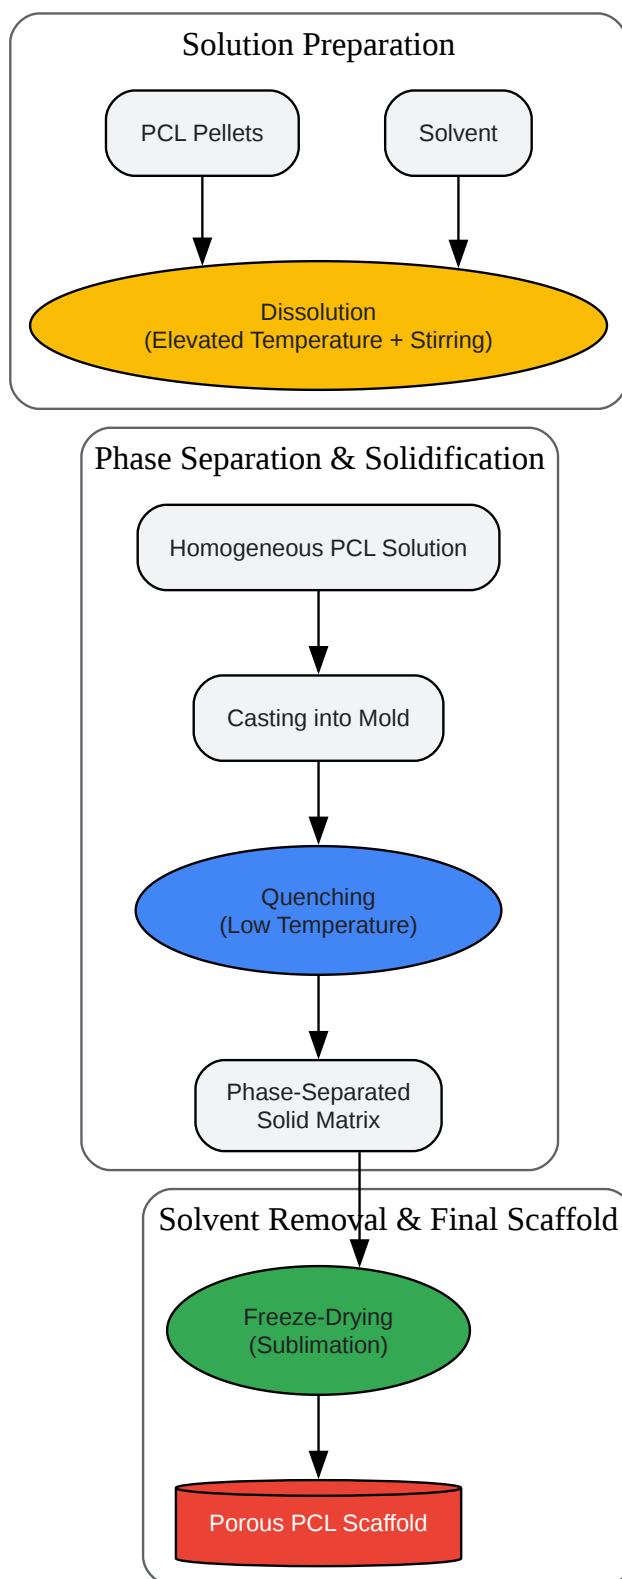 Solution Preparation
PCL Pellets
Solvent
Dissolution
(Elevated Temperature + Stirring)
Phase Separation & Solidification
Homogeneous PCL Solution
Casting into Mold
Quenching
(Low Temperature)
Phase-Separated
Solid Matrix
Solvent Removal & Final Scaffold
Freeze-Drying
(Sublimation)
Porous PCL Scaffold